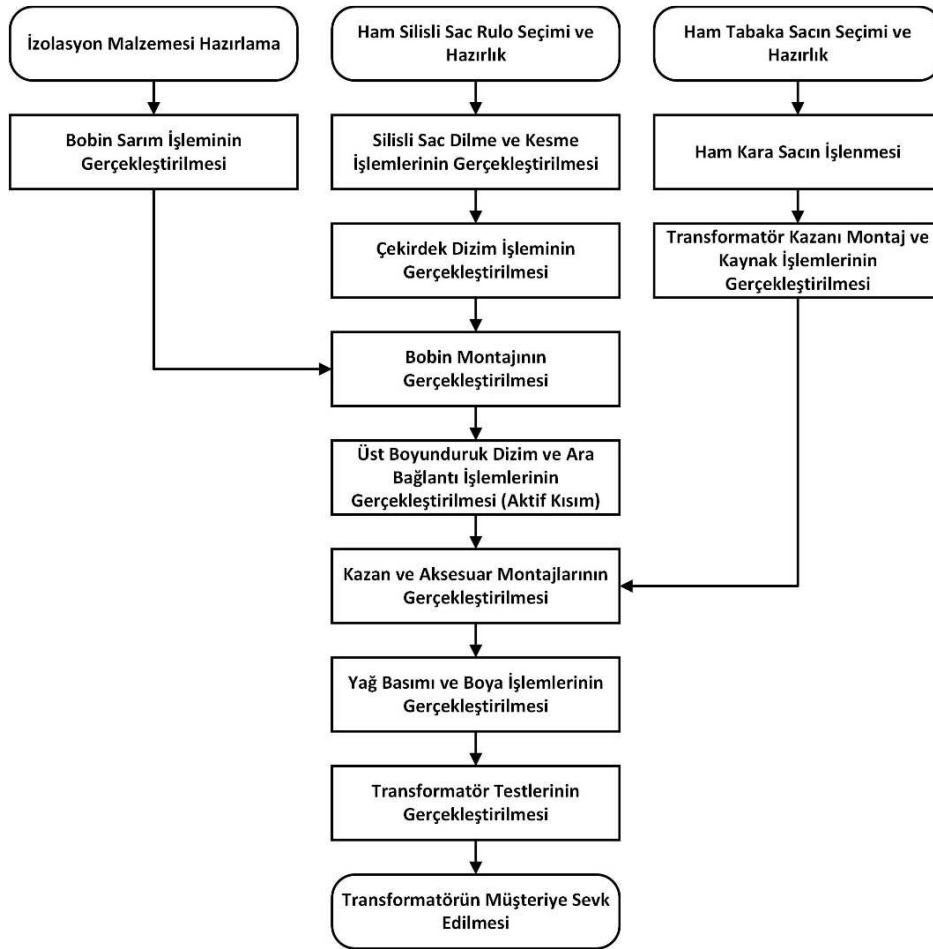 İzolasyon Malzemesi Hazırlama
Bobin Sarım İşleminin
Gerçekleştirilmesi
Ham Silisli Sac Rulo Seçimi ve
Hazırlık
Silisli Sac Dilme ve Kesme
İşlemlerinin Gerçekleştirilmesi
Çekirdek Dizim İşleminin
Gerçekleştirilmesi
Bobin Montajının
Gerçekleştirilmesi
Üst Boyunduruk Dizim ve Ara
Bağlantı İşlemlerinin
Gerçekleştirilmesi (Aktif Kısım)
Ham Tabaka Sacın Seçimi ve
Hazırlık
Ham Kara Sacın İşlenmesi
Transformatör Kazanı Montaj ve
Kaynak İşlemlerinin
Gerçekleştirilmesi
Kazan ve Aksesuar Montajlarının
Gerçekleştirilmesi
Yağ Basımı ve Boya İşlemlerinin
Gerçekleştirilmesi
Transformatör Testlerinin
Gerçekleştirilmesi
Transformatörün Müşteriye Sevk
Edilmesi